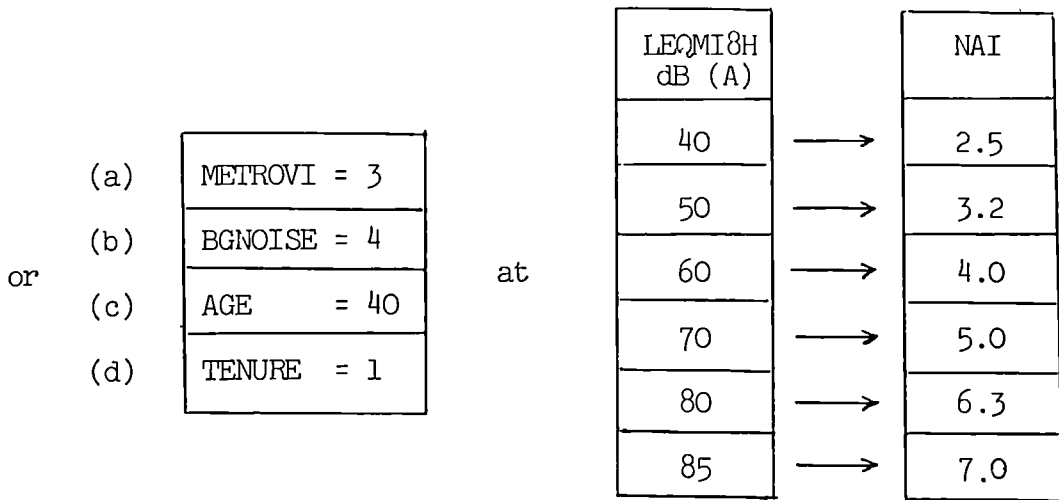 or
(a) METROVI = 3
(b) BGNOISE = 4
(c) AGE = 40
(d) TENURE = 1
at
LEQMI8H NAI
dB (A)
40 → 2.5
50 → 3.2
60 → 4.0
70 → 5.0
80 → 6.3
85 → 7.0